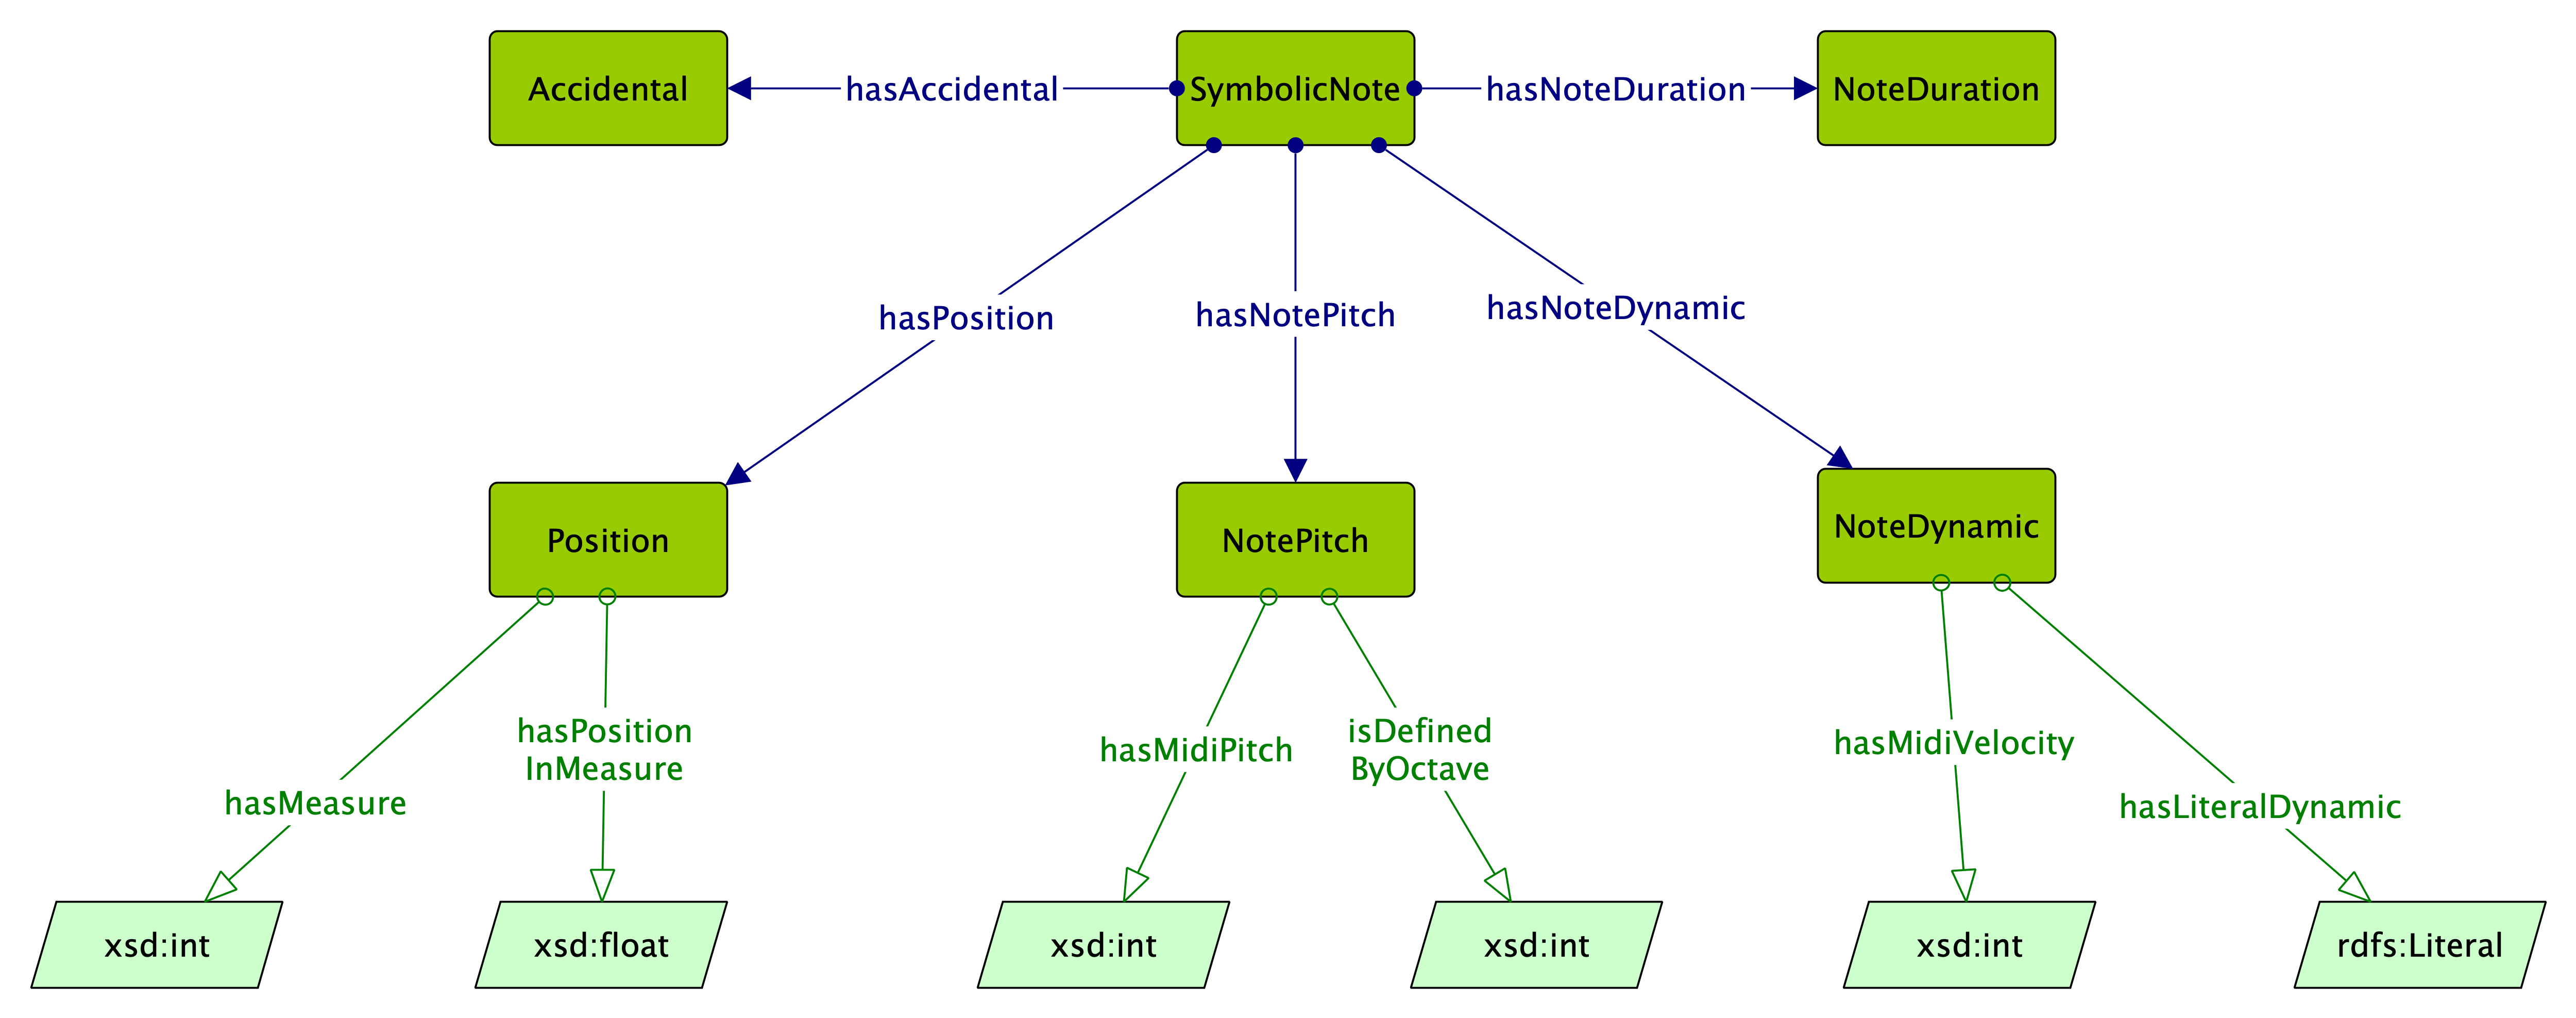 Accidental
hasAccidental
SymbolicNote
hasNoteDuration
NoteDuration
hasPosition
hasNotePitch
hasNoteDynamic
Position
NotePitch
NoteDynamic
hasMeasure
hasPosition
InMeasure
hasMidiPitch
isDefined
ByOctave
hasMidiVelocity
hasLiteralDynamic
xsd:int
xsd:float
xsd:int
xsd:int
xsd:int
rdfs:Literal